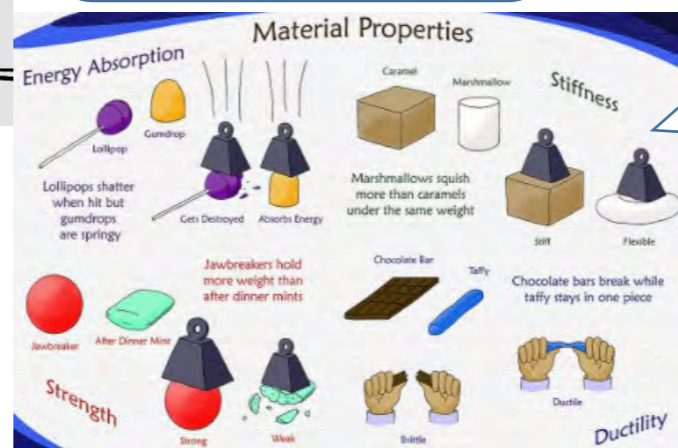 Material Properties
Energy Absorption
Lollipop
Gumdrop
Lollipops shatter
when hit but
gumdrops
are springy
Gets Destroyed
Absorbs Energy
Caramel
Marshmallow
Stiffness
Marshmallows squish
more than caramels
under the same weight
Stiff
Flexible
Jawbreakers hold
more weight than
after dinner mints
Jawbreaker
After Dinner Mint
Strength
Strong
Weak
Chocolate Bar
Taffy
Chocolate bars break while
taffy stays in one piece
Brittle
Ductile
Ductility